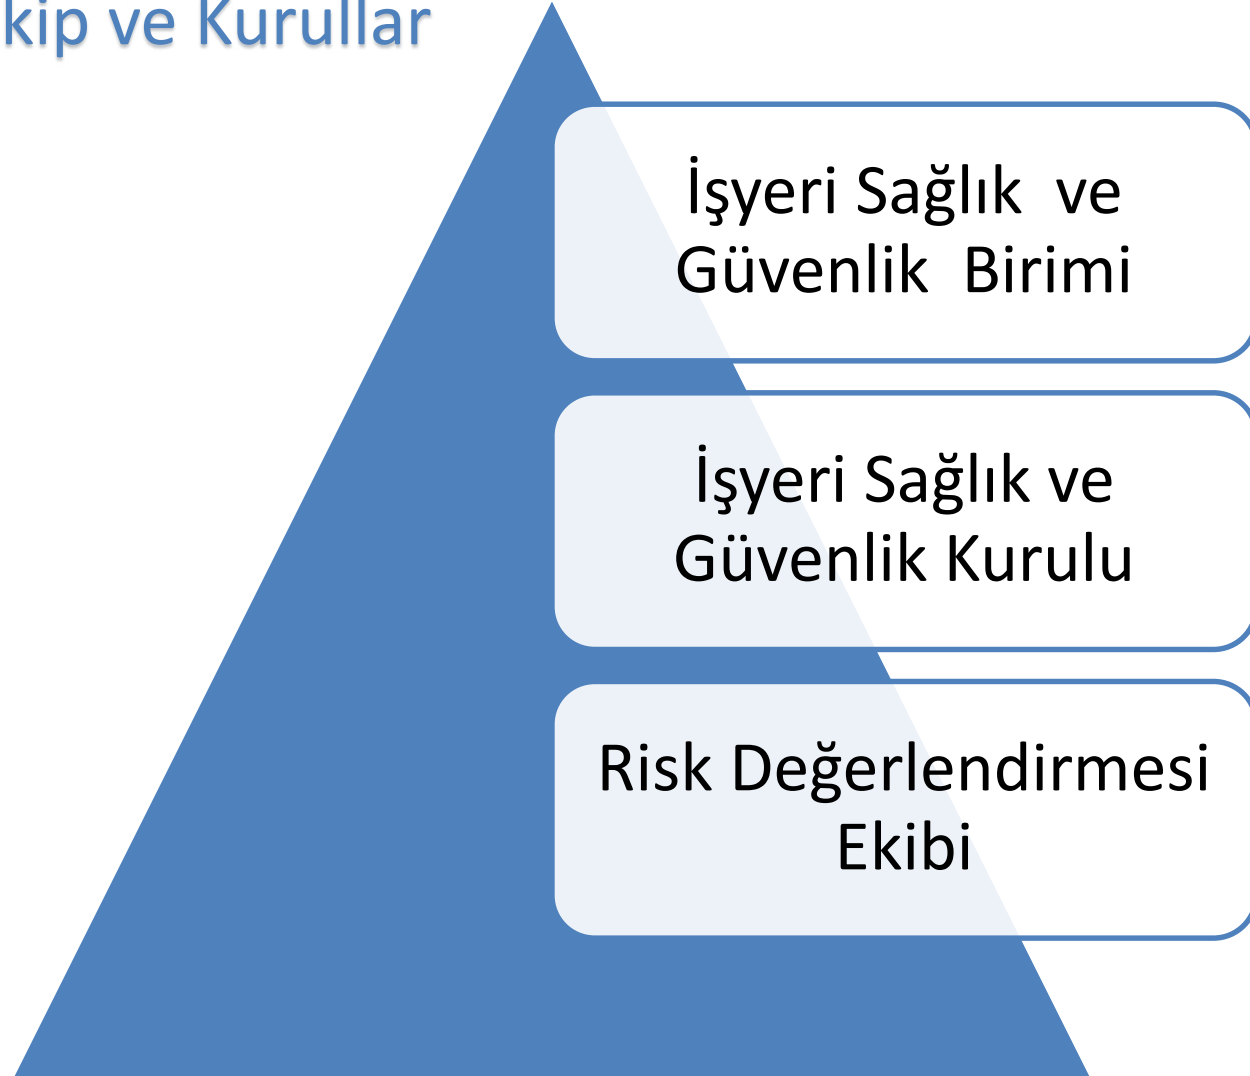 kip ve Kurullar
İşyeri Sağlık ve
Güvenlik Birimi
İşyeri Sağlık ve
Güvenlik Kurulu
Risk Değerlendirmesi
Ekibi